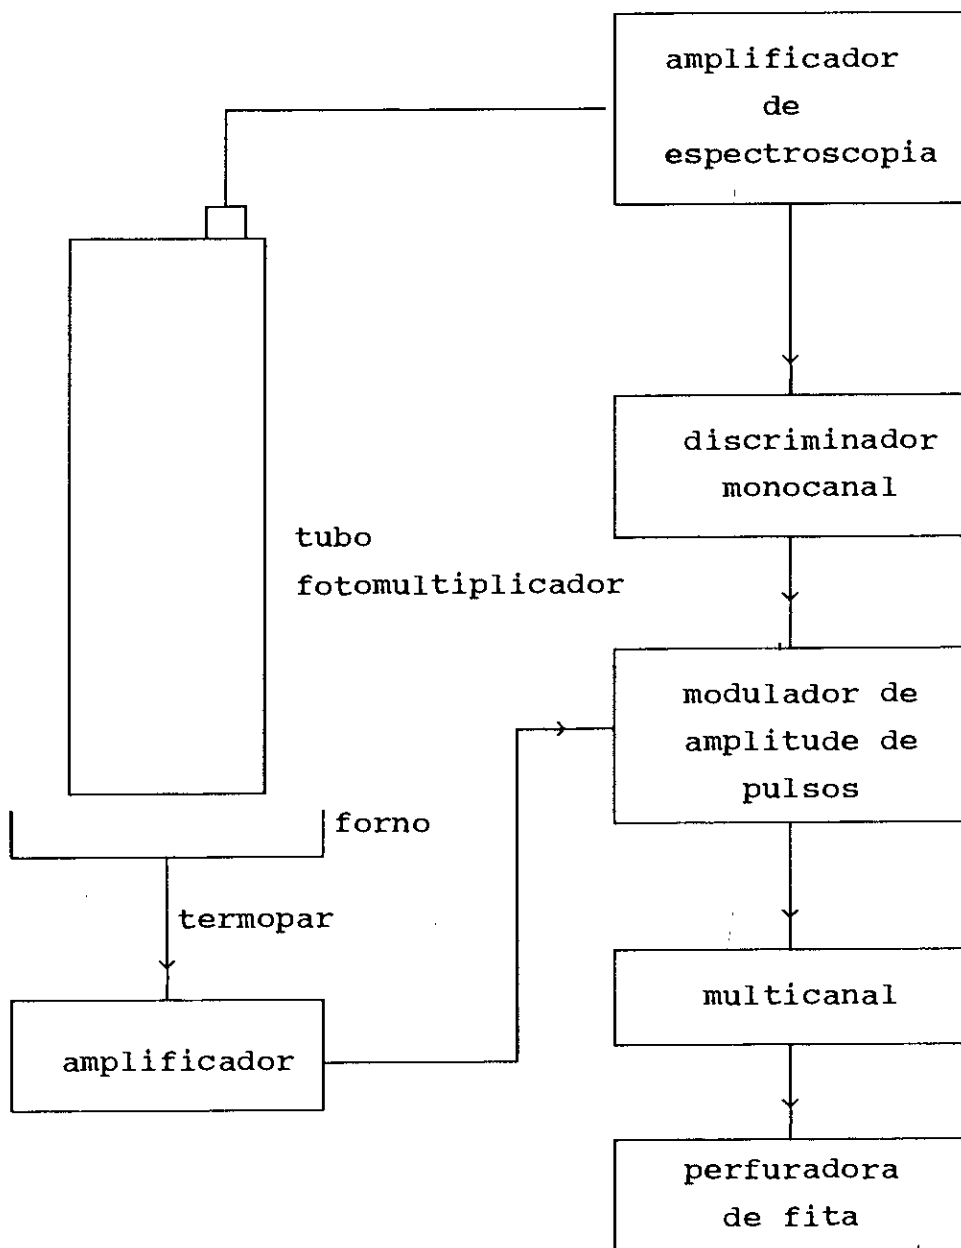 amplificador
de
espectroscopia
discriminador
monocanal
tubo
fotomultiplicador
modulador de
amplitude de
pulsos
forno
termopar
multicanal
amplificador
perfuradora
de fita